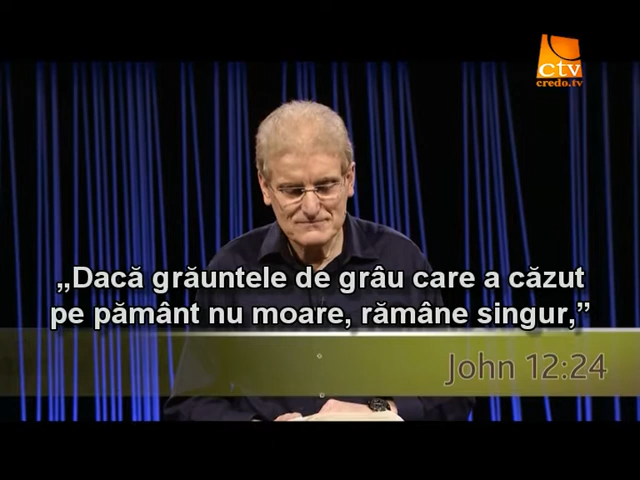 ctv
credo.tv
„Dacă grăuntele de grâu care a căzut
pe pământ nu moare, rămâne singur,”
John 12:24